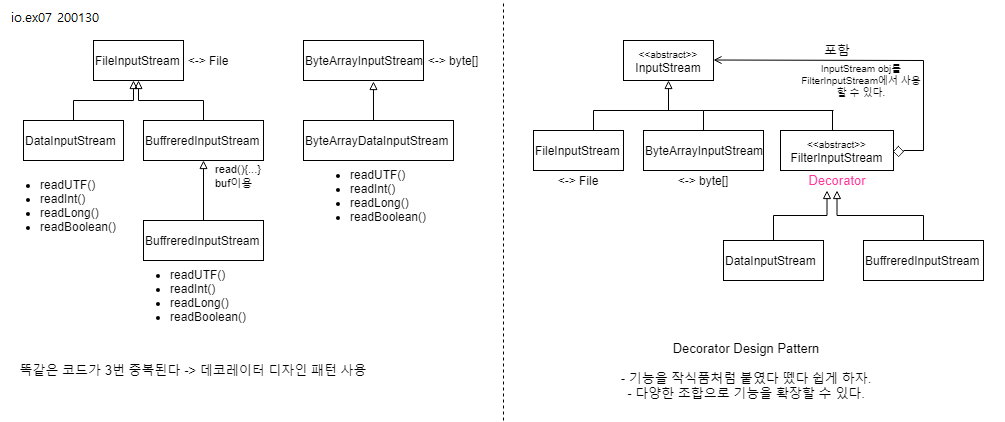 io.ex07 200130
FileInputStream
<-> File
DataInputStream
BuffreredInputStream
read(){...}
buf이용
readUTF()
readInt()
readLong()
readBoolean()
BuffreredInputStream
readUTF()
readInt()
readLong()
readBoolean()
ByteArrayInputStream
<-> byte[]
ByteArrayDataInputStream
readUTF()
readInt()
readLong()
readBoolean()
똑같은 코드가 3번 중복된다 -> 데코레이터 디자인 패턴 사용
<<abstract>>
InputStream
포함
InputStream obj를
FilterInputStream에서 사용
할 수 있다.
FileInputStream
<-> File
ByteArrayInputStream
<-> byte[]
<<abstract>>
FilterInputStream
Decorator
DataInputStream
BuffreredInputStream
Decorator Design Pattern
- 기능을 작식품처럼 붙였다 뗐다 쉽게 하자.
- 다양한 조합으로 기능을 확장할 수 있다.